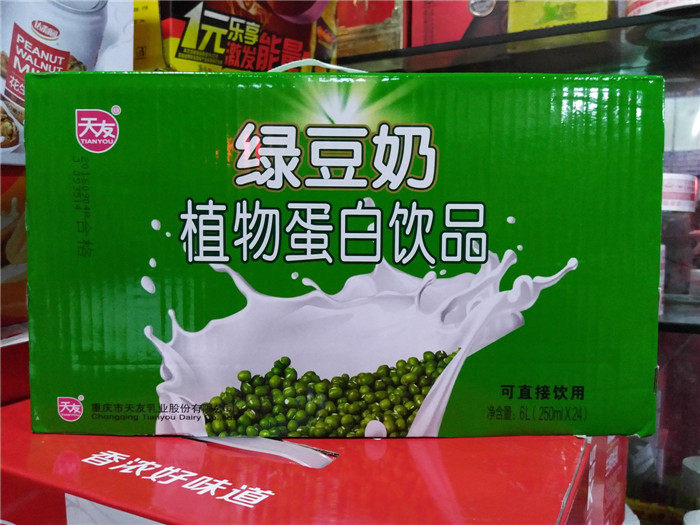 PEANUT
WALNUT
1元乐享
激发能量
天友
TIANYOU
绿豆奶
植物蛋白饮品
合格
可直接饮用
净含量：6L（250ml X 24）
天友
重庆市天友乳业股份有限公司
Chongqing Tianyou Dairy
香浓好味道